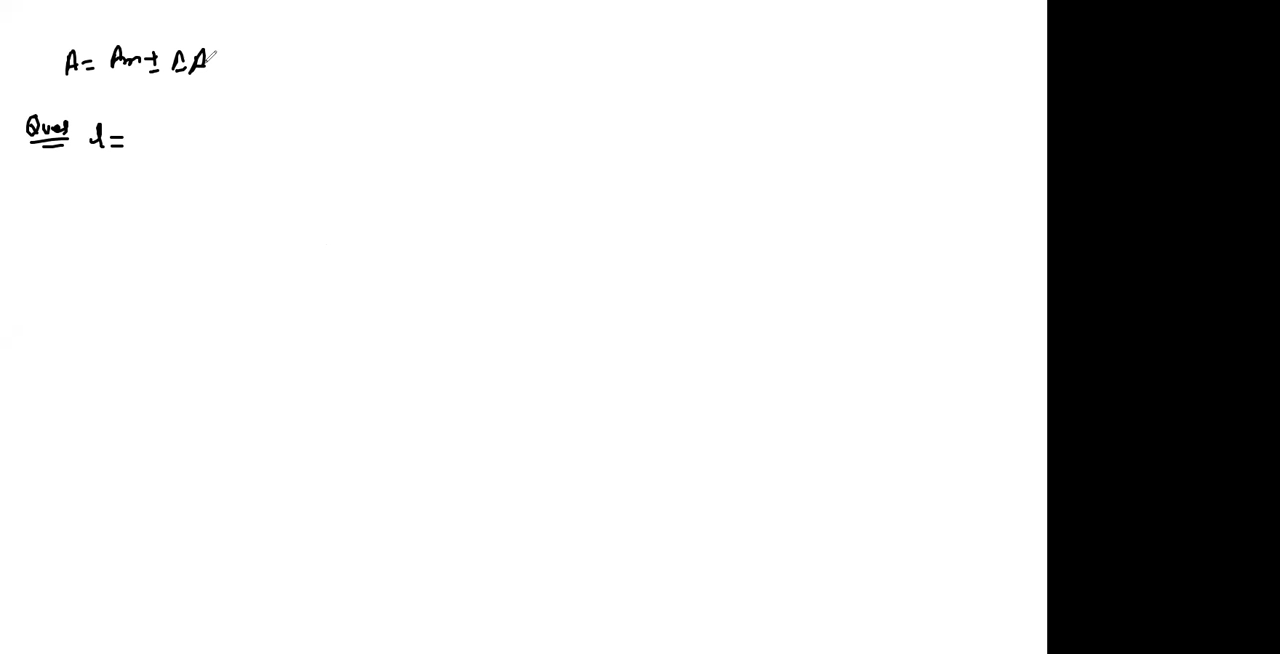 A = Am ± ΔA
Ques l =